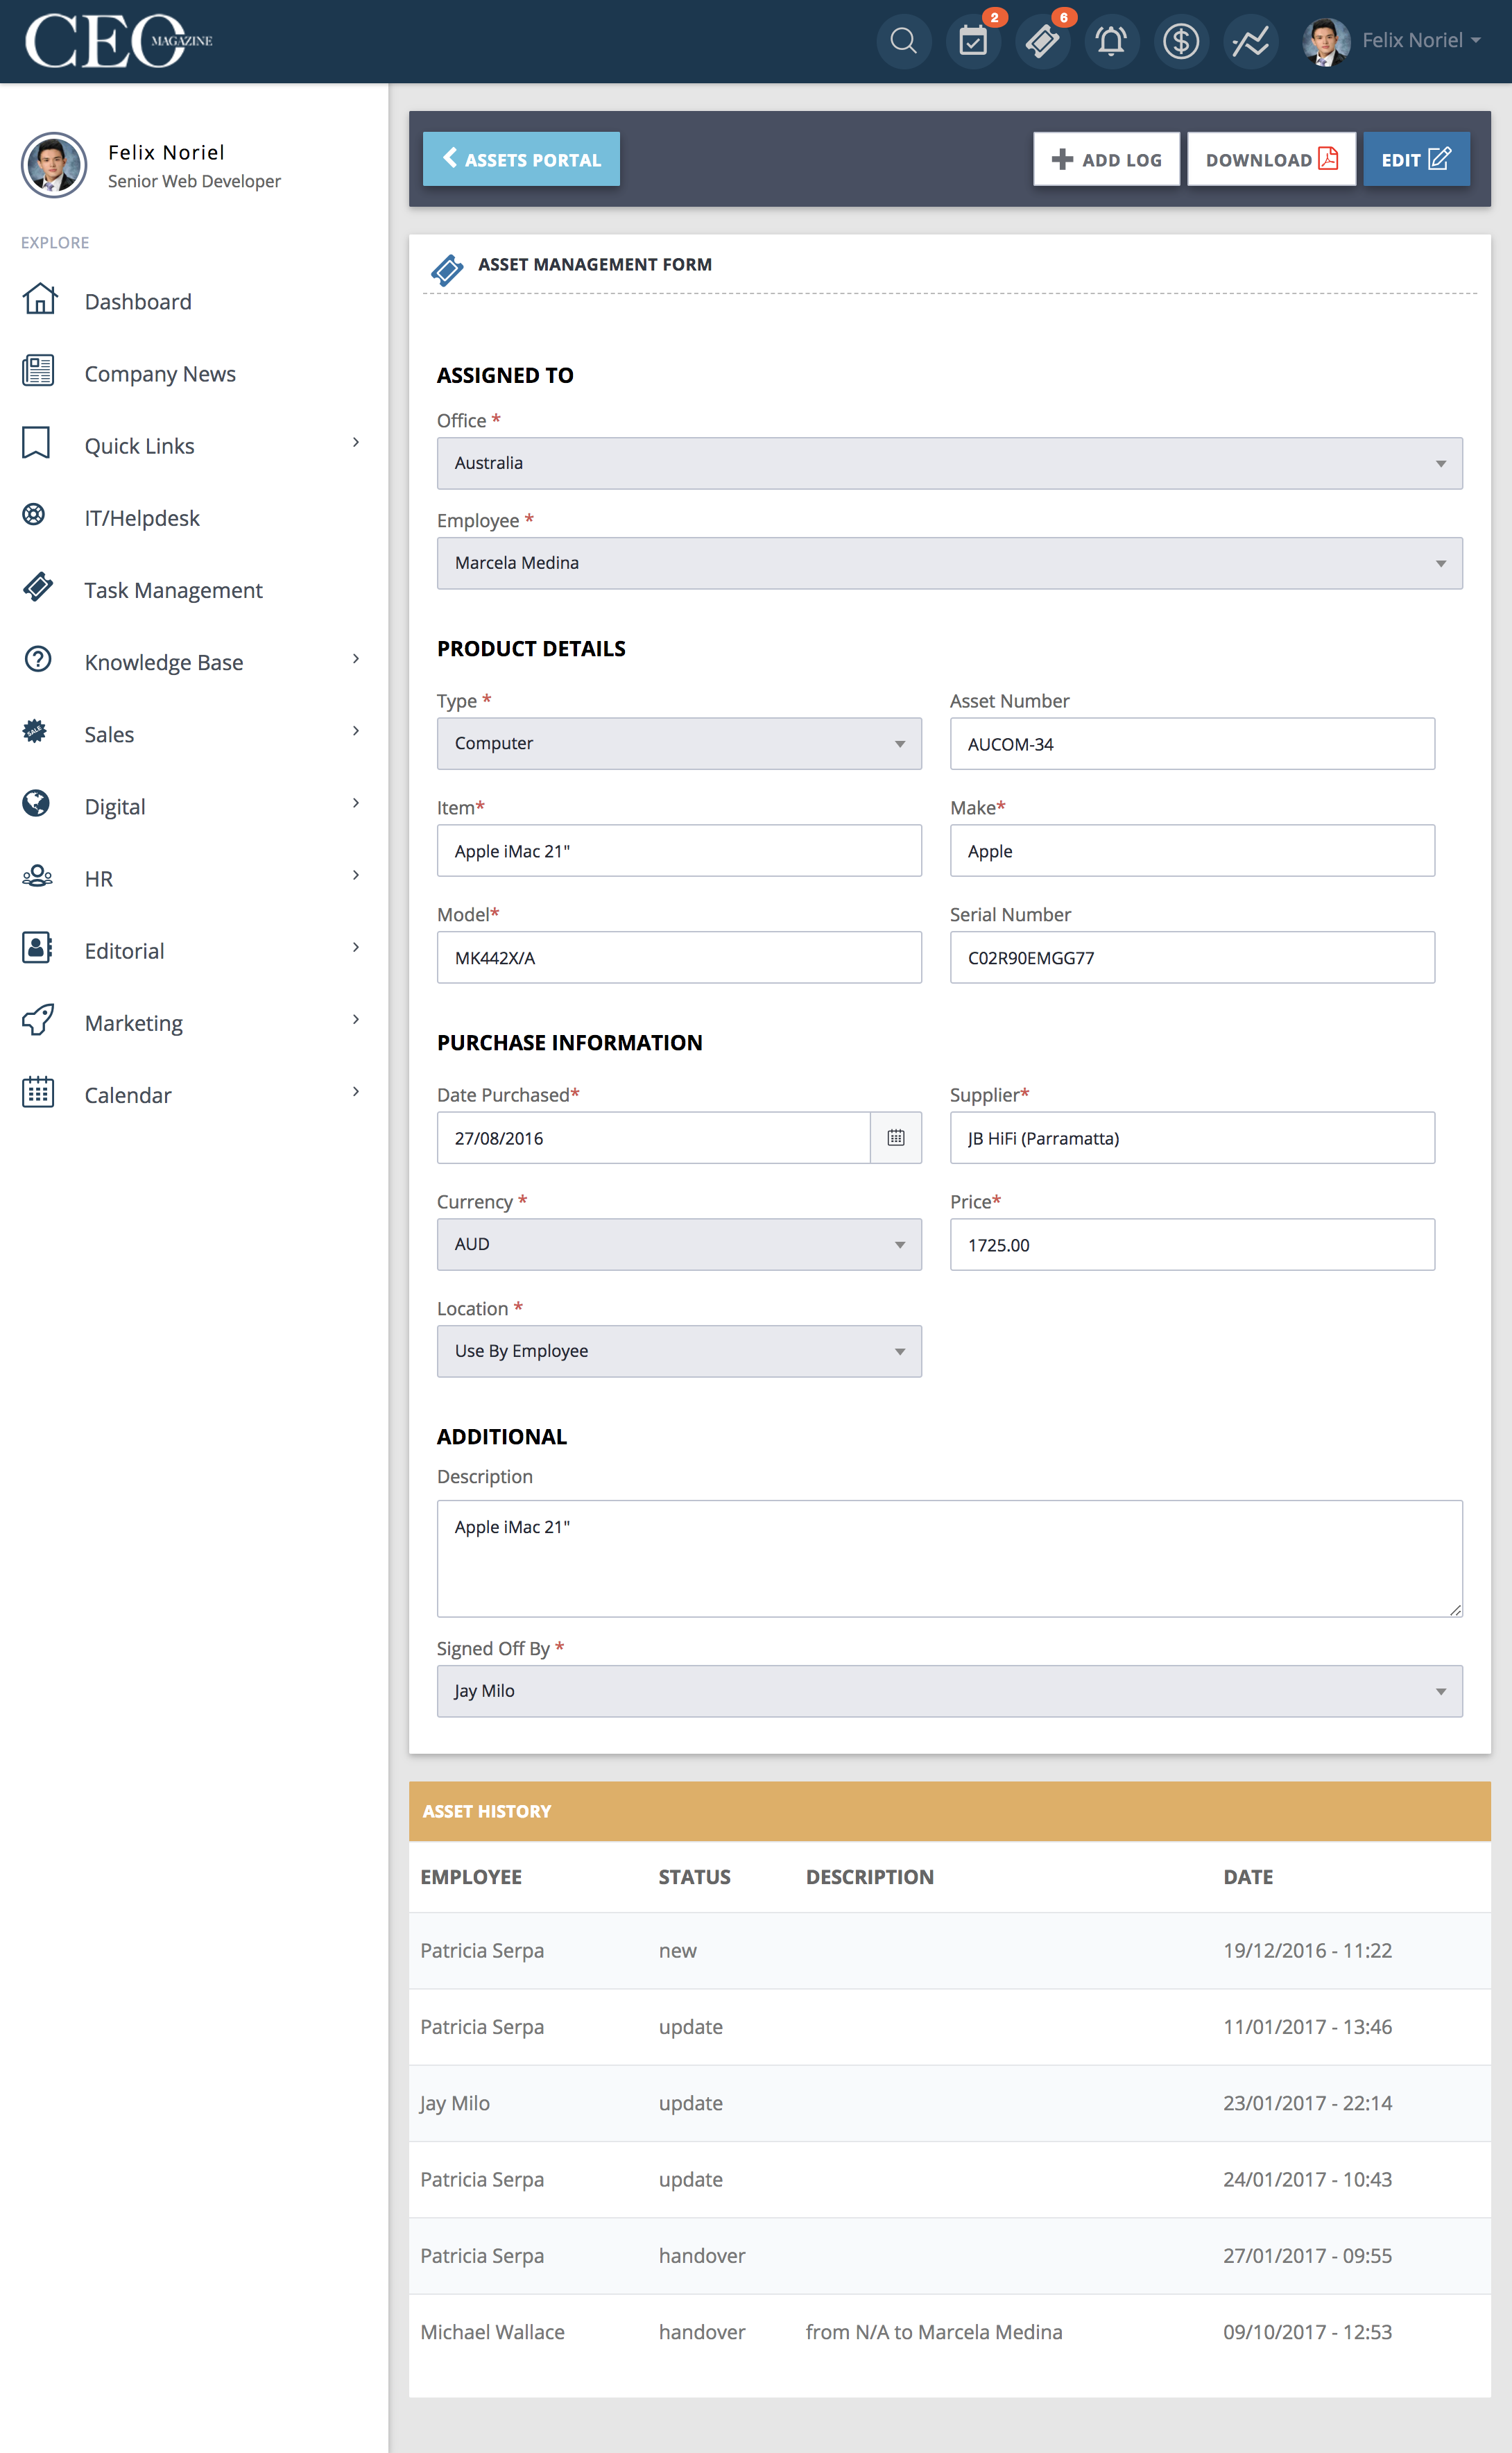 CEO MAGAZINE
2
6
Felix Noriel
Felix Noriel
Senior Web Developer
EXPLORE
Dashboard
Company News
Quick Links
IT/Helpdesk
Task Management
Knowledge Base
SALE
Sales
Digital
HR
Editorial
Marketing
Calendar
ASSETS PORTAL
ADD LOG
DOWNLOAD
EDIT
ASSET MANAGEMENT FORM
ASSIGNED TO
Office *
Australia
Employee *
Marcela Medina
PRODUCT DETAILS
Type * Asset Number
Computer AUCOM-34
Item* Make*
Apple iMac 21" Apple
Model* Serial Number
MK442X/A C02R90EMGG77
PURCHASE INFORMATION
Date Purchased* Supplier*
27/08/2016 JB HiFi (Parramatta)
Currency * Price*
AUD 1725.00
Location *
Use By Employee
ADDITIONAL
Description
Apple iMac 21"
Signed Off By *
Jay Milo
ASSET HISTORY
EMPLOYEE STATUS DESCRIPTION DATE
Patricia Serpa new 19/12/2016 - 11:22
Patricia Serpa update 11/01/2017 - 13:46
Jay Milo update 23/01/2017 - 22:14
Patricia Serpa update 24/01/2017 - 10:43
Patricia Serpa handover 27/01/2017 - 09:55
Michael Wallace handover from N/A to Marcela Medina 09/10/2017 - 12:53